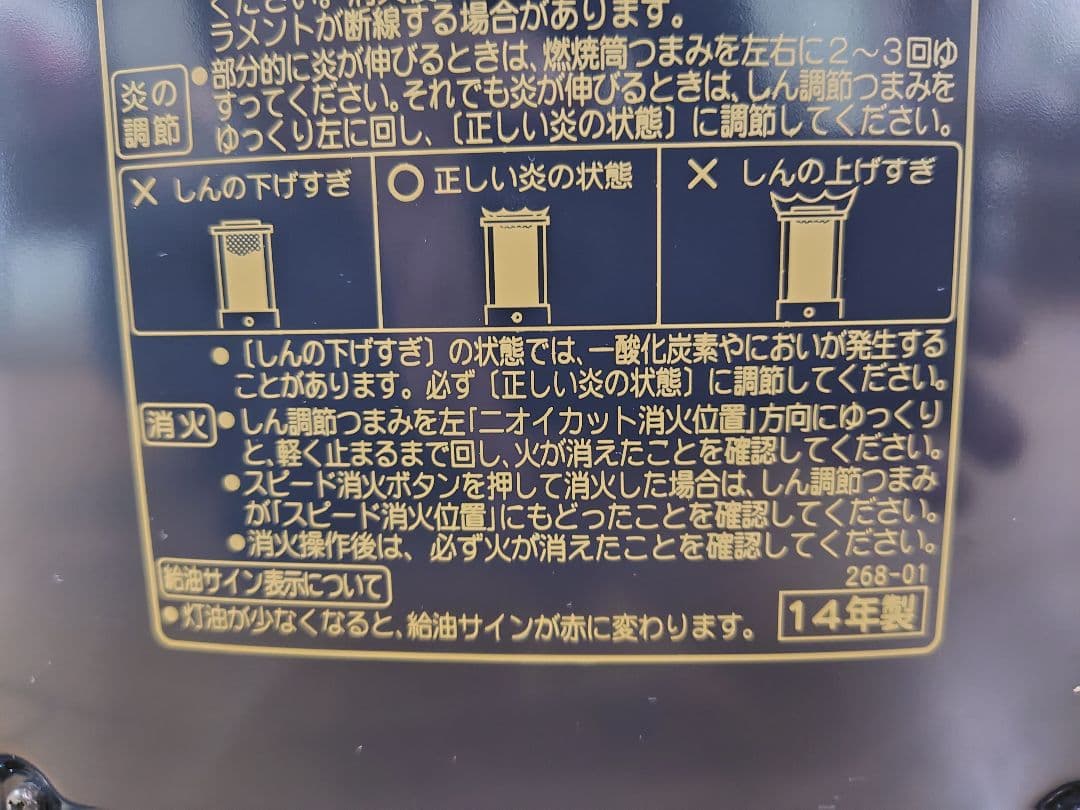 ください。消火
ラメントが断線する場合があります。
炎の
調節
●部分的に炎が伸びるときは、燃焼筒つまみを左右に2〜3回ゆ
すってください。それでも炎が伸びるときは、しん調節つまみを
ゆっくり左に回し、〔正しい炎の状態〕に調節してください。
×しんの下げすぎ
○正しい炎の状態
×しんの上げすぎ
●〔しんの下げすぎ〕の状態では、一酸化炭素やにおいが発生する
ことがあります。必ず〔正しい炎の状態〕に調節してください。
消火
●しん調節つまみを左「ニオイカット消火位置」方向にゆっくり
と、軽く止まるまで回し、火が消えたことを確認してください。
●スピード消火ボタンを押して消火した場合は、しん調節つまみ
が「スピード消火位置」にもどったことを確認してください。
●消火操作後は、必ず火が消えたことを確認してください。
給油サイン表示について
268-01
●灯油が少なくなると、給油サインが赤に変わります。
14年製